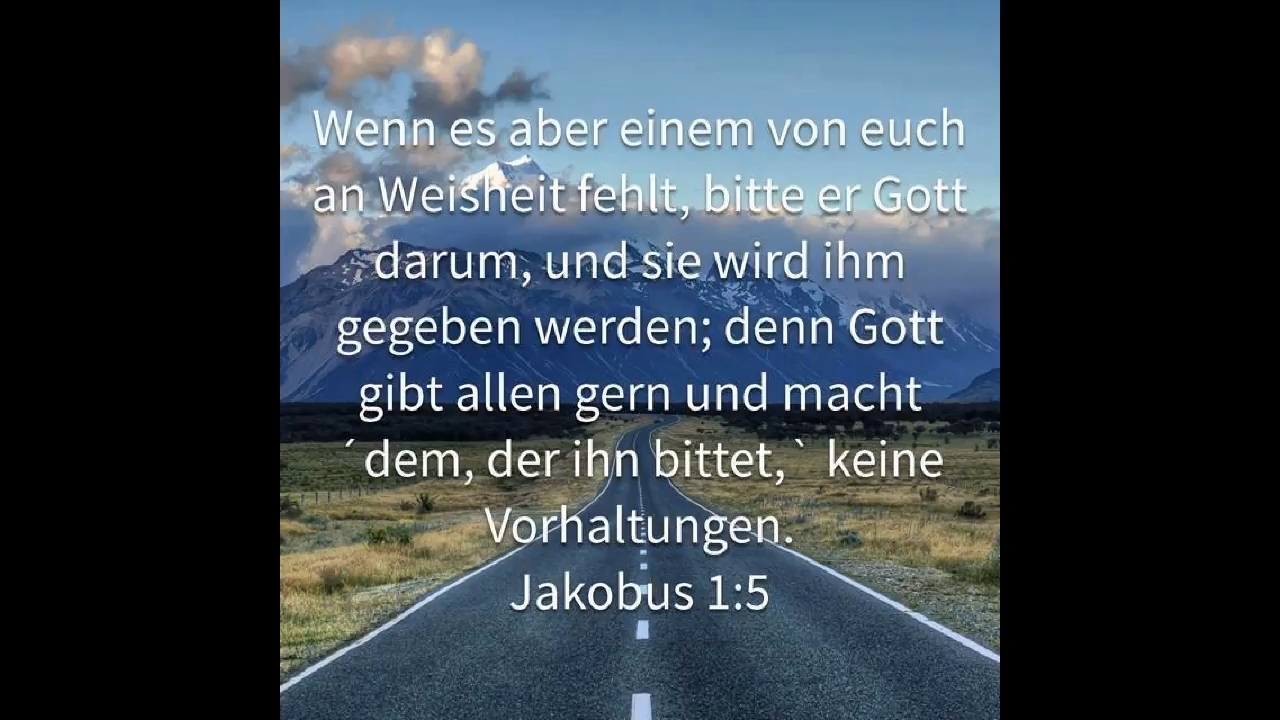 Wenn es aber einem von euch
an Weisheit fehlt, bitte er Gott
darum, und sie wird ihm
gegeben werden; denn Gott
gibt allen gern und macht
´dem, der ihn bittet,` keine
Vorhaltungen.
Jakobus 1:5